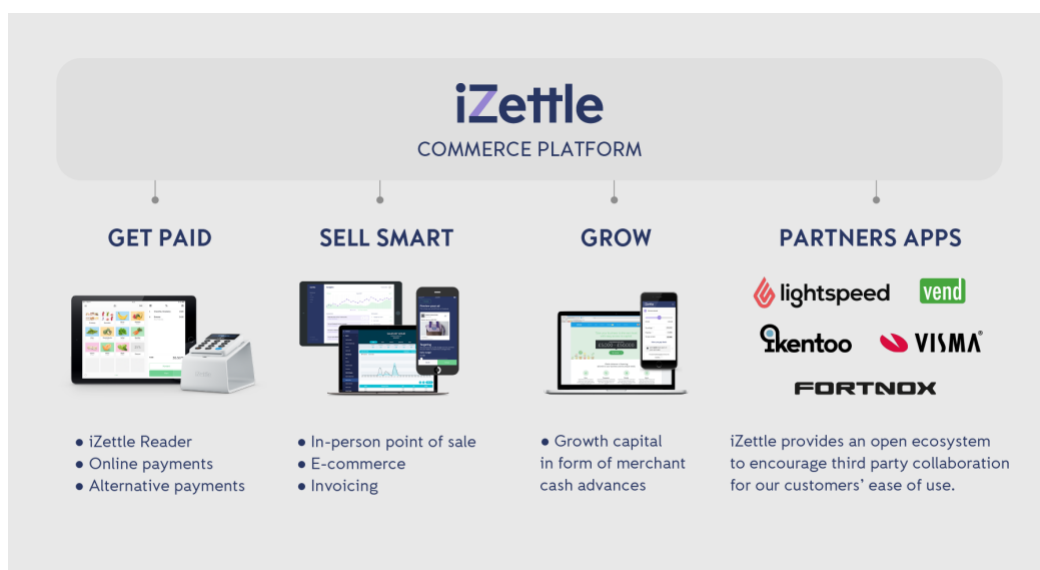 iZettle
COMMERCE PLATFORM
GET PAID
SELL SMART
GROW
PARTNERS APPS
lightspeed
vend
ikentoo
VISMA®
FORTNOX
● iZettle Reader
● Online payments
● Alternative payments
● In-person point of sale
● E-commerce
● Invoicing
● Growth capital
in form of merchant
cash advances
iZettle provides an open ecosystem
to encourage third party collaboration
for our customers’ ease of use.